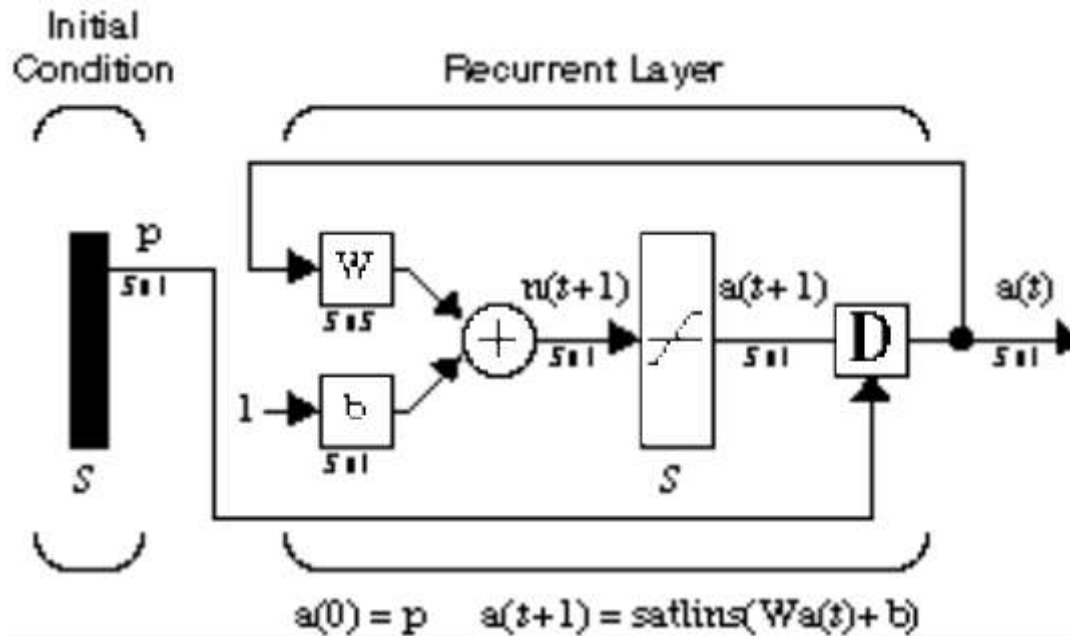 Initial
Condition
Recurrent Layer
p
S x 1
W
S x S
n(t+1)
a(t+1)
a(t)
S x 1
S x 1
D
S x 1
1
b
S x 1
S
S
a(0) = p a(t+1) = satlins(Wa(t)+ b)